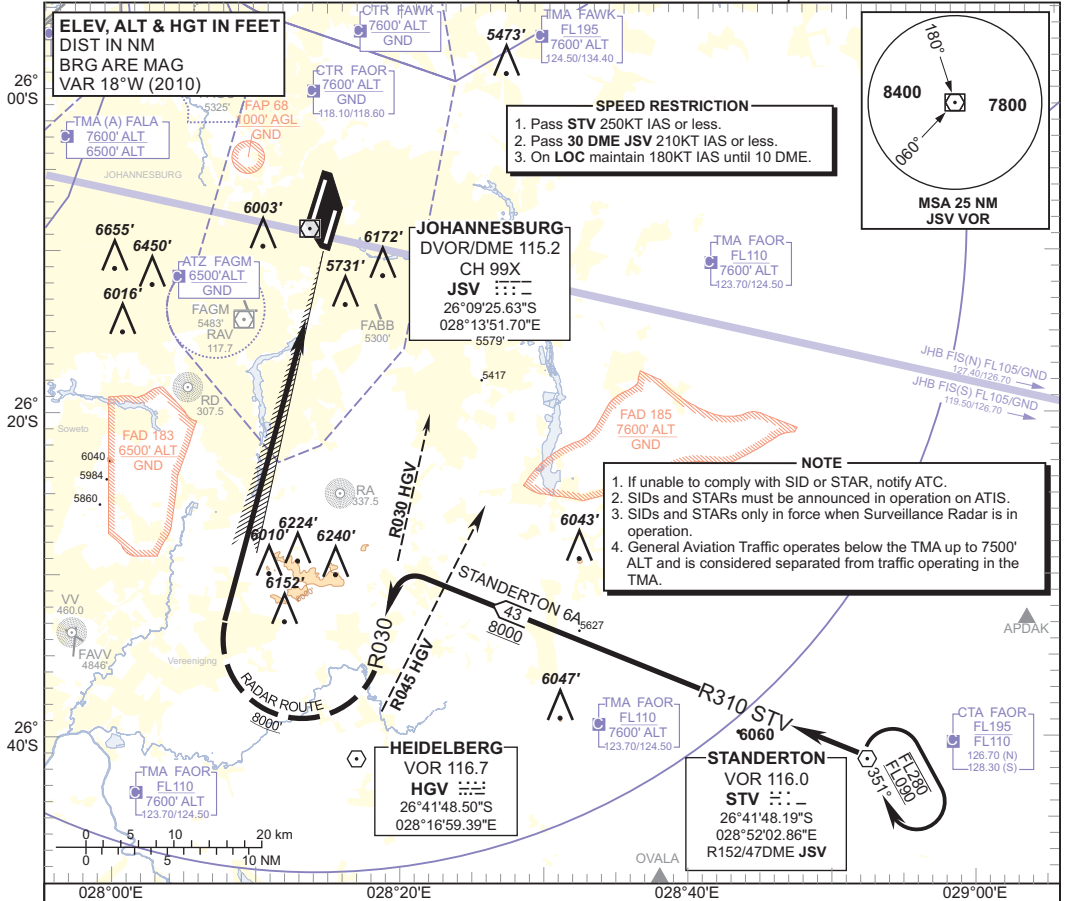 ELEV, ALT & HGT IN FEET
DIST IN NM
BRG ARE MAG
VAR 18°W (2010)
CTR FAWK
7600' ALT
GND
5473'
TMA FAWK
FL195
7600' ALT
124.50/134.40
180°
8400
7800
060°
MSA 25 NM
JSV VOR
26°
00'S
5325'
FAP 68
000' AGL
GND
CTR FAOR
7600' ALT
GND
118.10/118.60
C
TMA (A) FALA
7600' ALT
6500' ALT
JOHANNESBURG
SPEED RESTRICTION
1. Pass STV 250KT IAS or less.
2. Pass 30 DME JSV 210KT IAS or less.
3. On LOC maintain 180KT IAS until 10 DME.
6655'
6450'
6003'
6172'
5731'
6016'
ATZ FAGM
6500'ALT
GND
FAGM
5483'
RAV
117.7
FABB
5300'
JOHANNESBURG
DVOR/DME 115.2
CH 99X
JSV
26°09'25.63"S
028°13'51.70"E
5579'
TMA FAOR
FL110
7600' ALT
123.70/124.50
JHB FIS(N) FL105/GND
127.40/126.70
JHB FIS(S) FL105/GND
119.50/126.70
5417
26°
20'S
RD
307.5
Soweto
FAD 183
6500' ALT
GND
6040
5984
5860
FAD 185
7600' ALT
GND
NOTE
1. If unable to comply with SID or STAR, notify ATC.
2. SIDs and STARs must be announced in operation on ATIS.
3. SIDs and STARs only in force when Surveillance Radar is in
operation.
4. General Aviation Traffic operates below the TMA up to 7500'
ALT and is considered separated from traffic operating in the
TMA.
RA
337.5
R030 HGV
6010'
6224'
6240'
6152'
6043'
STANDERTON 6A
43
8000
5627
R030
R045 HGV
VV
460.0
FAVV
4846'
Vereeniging
RADAR ROUTE
8000'
APDAK
6047'
R310 STV
6060
TMA FAOR
FL110
7600' ALT
123.70/124.50
CTA FAOR
FL195
FL110
126.70 (N)
128.30 (S)
26°
40'S
HEIDELBERG
VOR 116.7
HGV
26°41'48.50"S
028°16'59.39"E
STANDERTON
VOR 116.0
STV
26°41'48.19"S
028°52'02.86"E
R152/47DME JSV
351°
FL280
FL090
TMA FAOR
FL110
7600' ALT
123.70/124.50
0 5 10 20 km
0 5 10 NM
OVALA
028°00'E
028°20'E
028°40'E
029°00'E